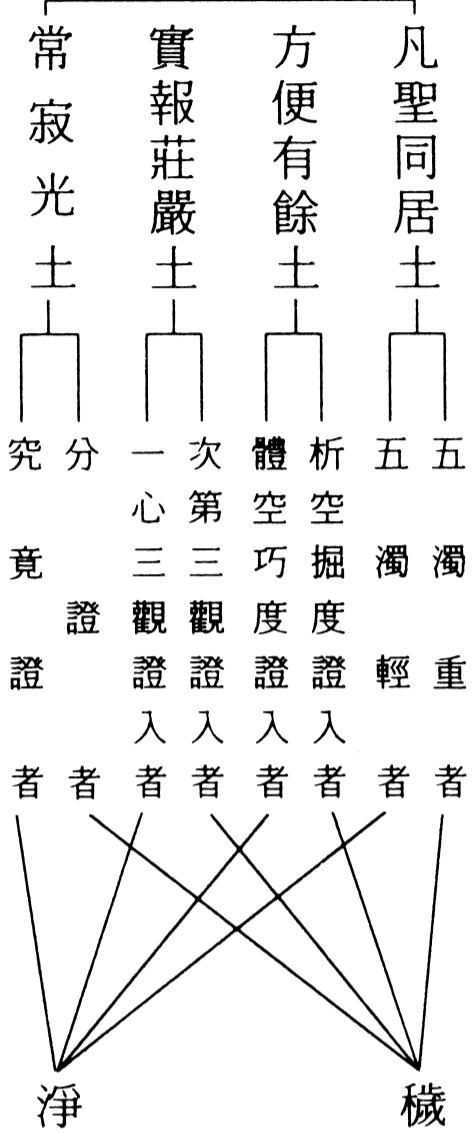 凡聖同居土
方便有餘土
實報莊嚴土
常寂光土
五濁重者
五濁輕者
析空掘度證入者
體空巧度證入者
次第三觀證入者
一心三觀證入者
分證者
究竟證者
穢
淨